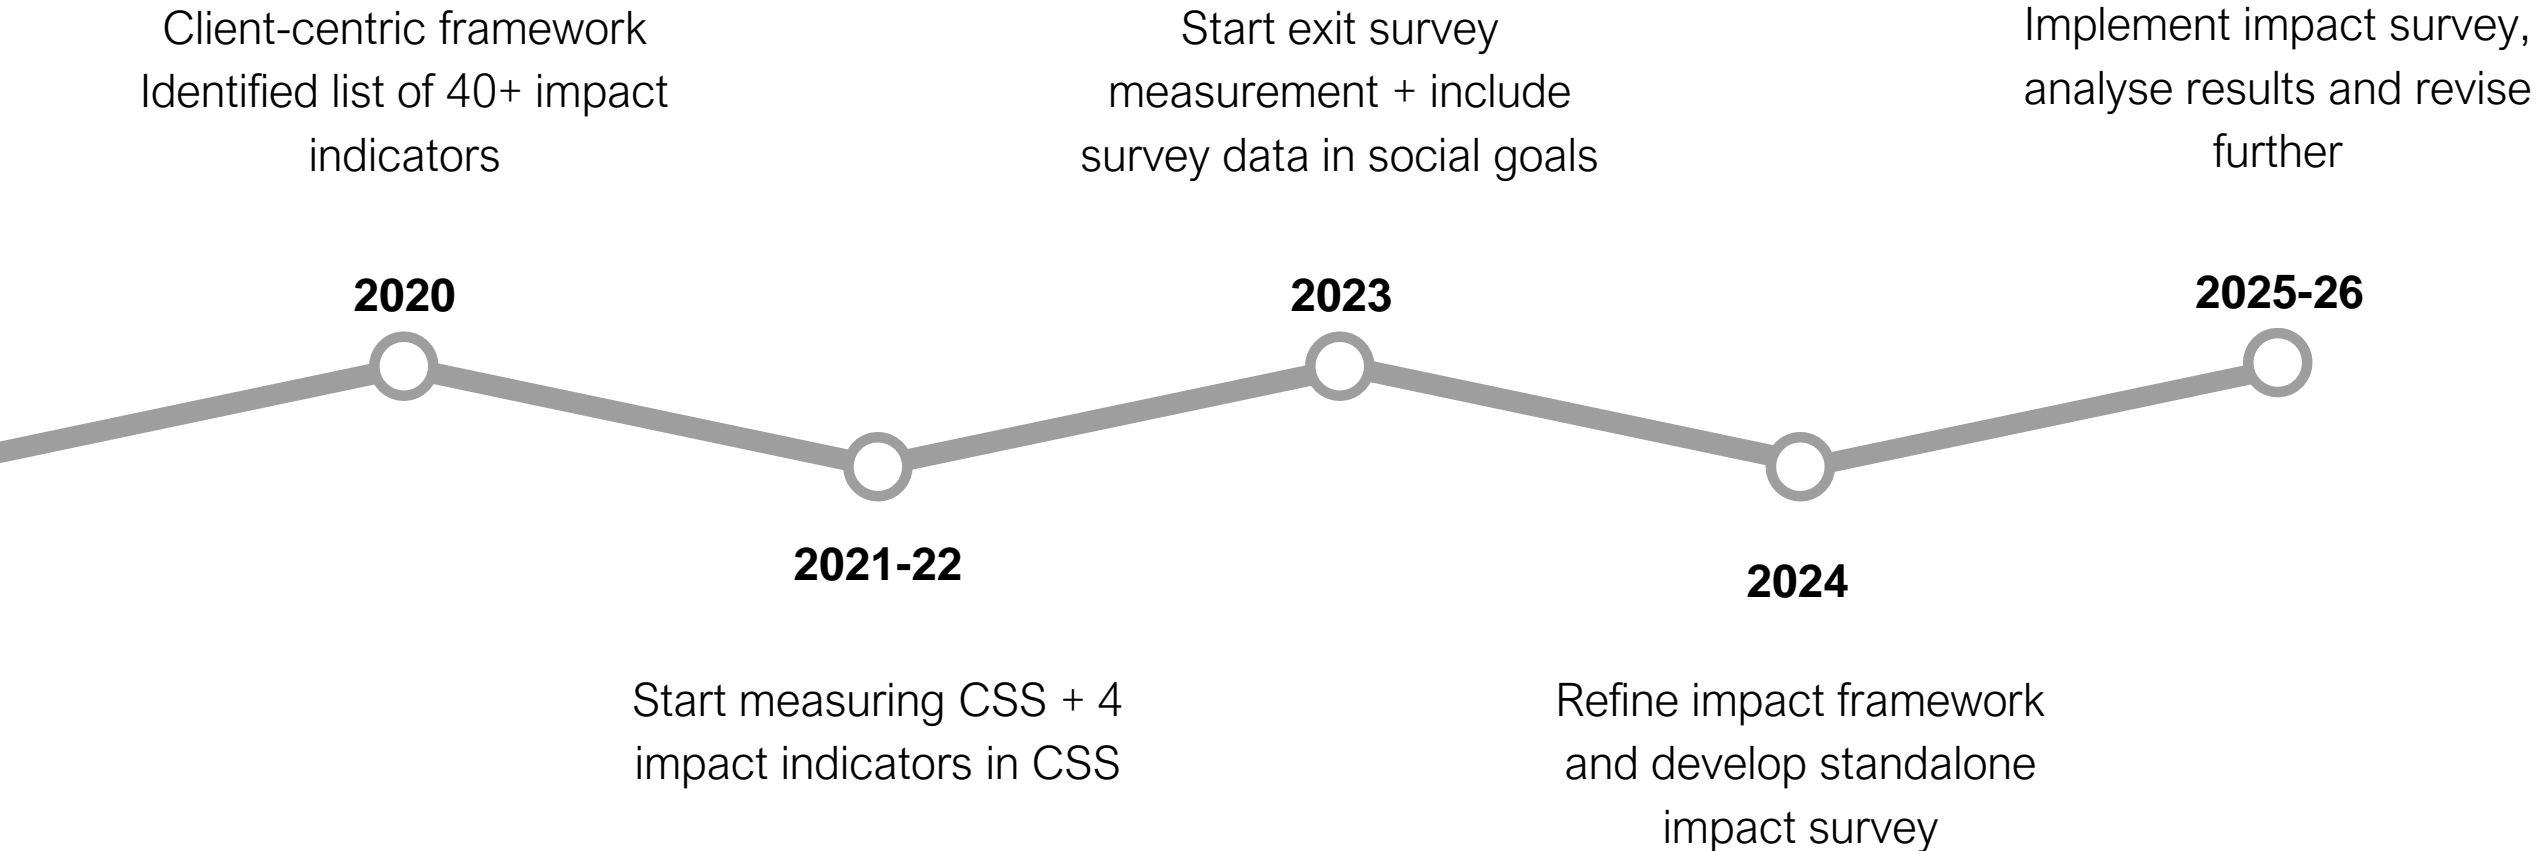 Client-centric framework
Identified list of 40+ impact
indicators
2020
2021-22
Start measuring CSS + 4
impact indicators in CSS
Start exit survey
measurement + include
survey data in social goals
2023
2024
Refine impact framework
and develop standalone
impact survey
Implement impact survey,
analyse results and revise
further
2025-26